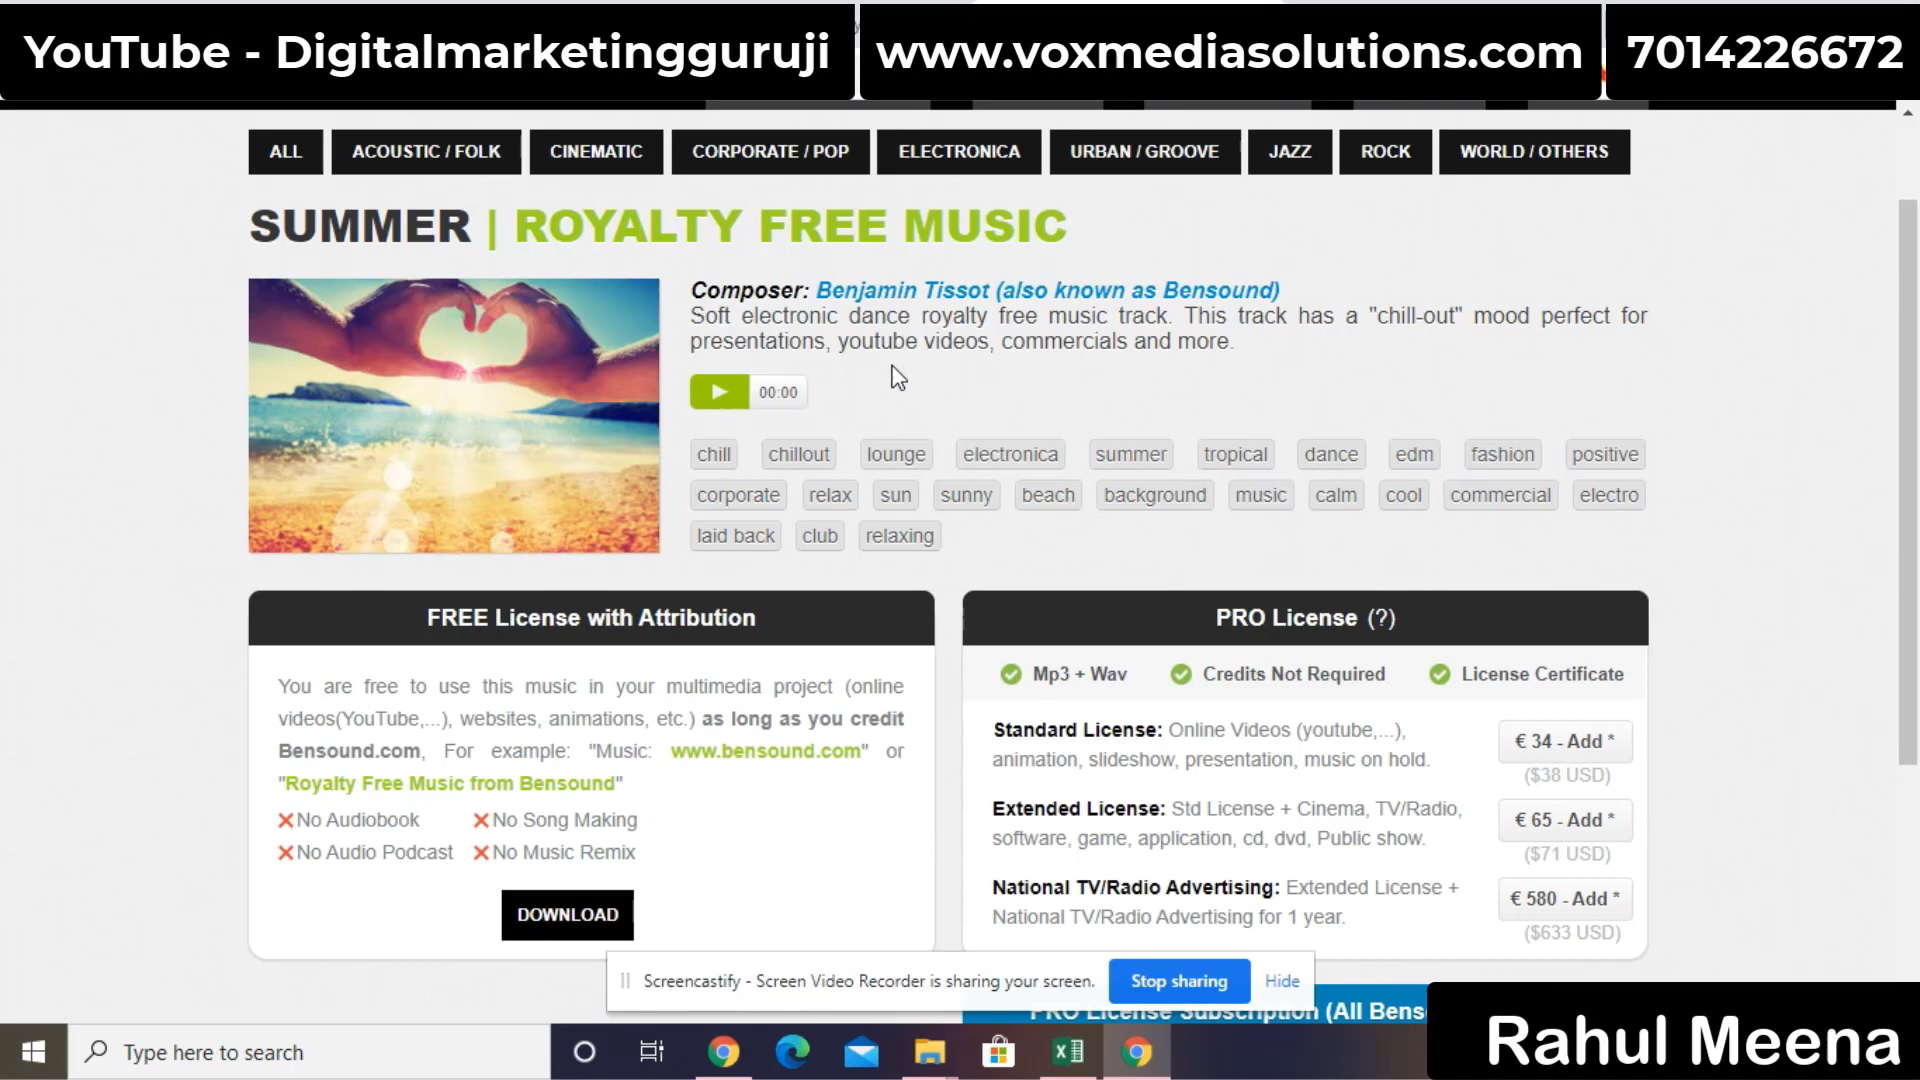 YouTube - Digitalmarketingguruji www.voxmediasolutions.com 7014226672
ALL ACOUSTIC / FOLK CINEMATIC CORPORATE / POP ELECTRONICA URBAN / GROOVE JAZZ ROCK WORLD / OTHERS
SUMMER | ROYALTY FREE MUSIC
Composer: Benjamin Tissot (also known as Bensound)
Soft electronic dance royalty free music track. This track has a "chill-out" mood perfect for
presentations, youtube videos, commercials and more.
00:00
chill chillout lounge electronica summer tropical dance edm fashion positive
corporate relax sun sunny beach background music calm cool commercial electro
laid back club relaxing
FREE License with Attribution
You are free to use this music in your multimedia project (online
videos(YouTube,...), websites, animations, etc.) as long as you credit
Bensound.com, For example: "Music: www.bensound.com" or
"Royalty Free Music from Bensound"
No Audiobook No Song Making
No Audio Podcast No Music Remix
DOWNLOAD
PRO License (?)
Mp3 + Wav Credits Not Required License Certificate
Standard License: Online Videos (youtube,...),
animation, slideshow, presentation, music on hold.
€ 34 - Add *
($38 USD)
Extended License: Std License + Cinema, TV/Radio,
software, game, application, cd, dvd, Public show.
€ 65 - Add *
($71 USD)
National TV/Radio Advertising: Extended License +
National TV/Radio Advertising for 1 year.
€ 580 - Add *
($633 USD)
PRO License Subscription (All Bens
Screencastify - Screen Video Recorder is sharing your screen. Stop sharing Hide
Type here to search
Rahul Meena